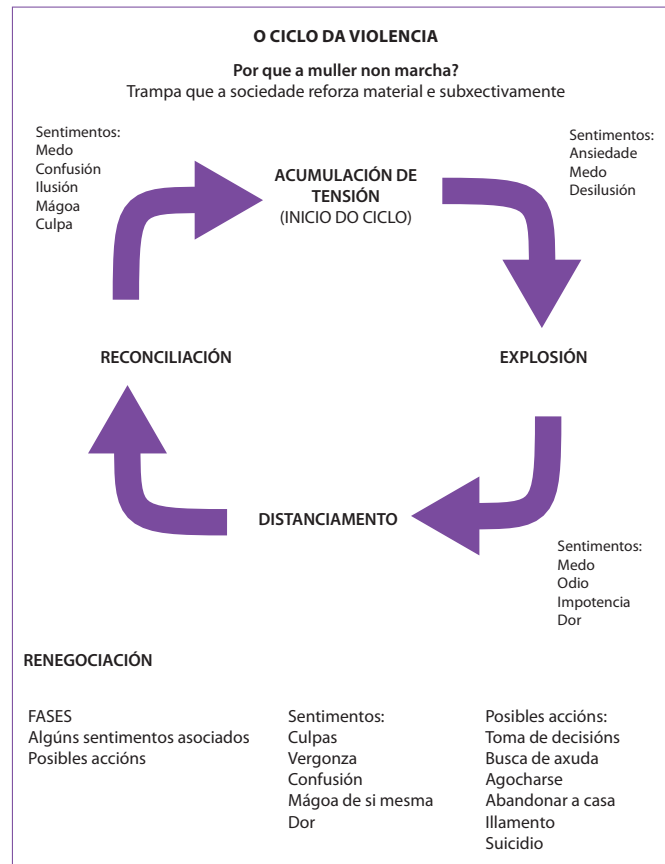 O CICLO DA VIOLENCIA
Por que a muller non marcha?
Trampa que a sociedade reforza material e subxectivamente
Sentimentos:
Medo
Confusión
Ilusión
Mágoa
Culpa
ACUMULACIÓN DE
TENSIÓN
(INICIO DO CICLO)
Sentimentos:
Ansiedade
Medo
Desilusión
RECONCILIACIÓN
EXPLOSIÓN
DISTANCIAMENTO
Sentimentos:
Medo
Odio
Impotencia
Dor
RENEGOCIACIÓN
FASES
Algúns sentimentos asociados
Posibles accións
Sentimentos:
Culpas
Vergonza
Confusión
Mágoa de si mesma
Dor
Posibles accións:
Toma de decisións
Busca de axuda
Agocharse
Abandonar a casa
Illamento
Suicidio